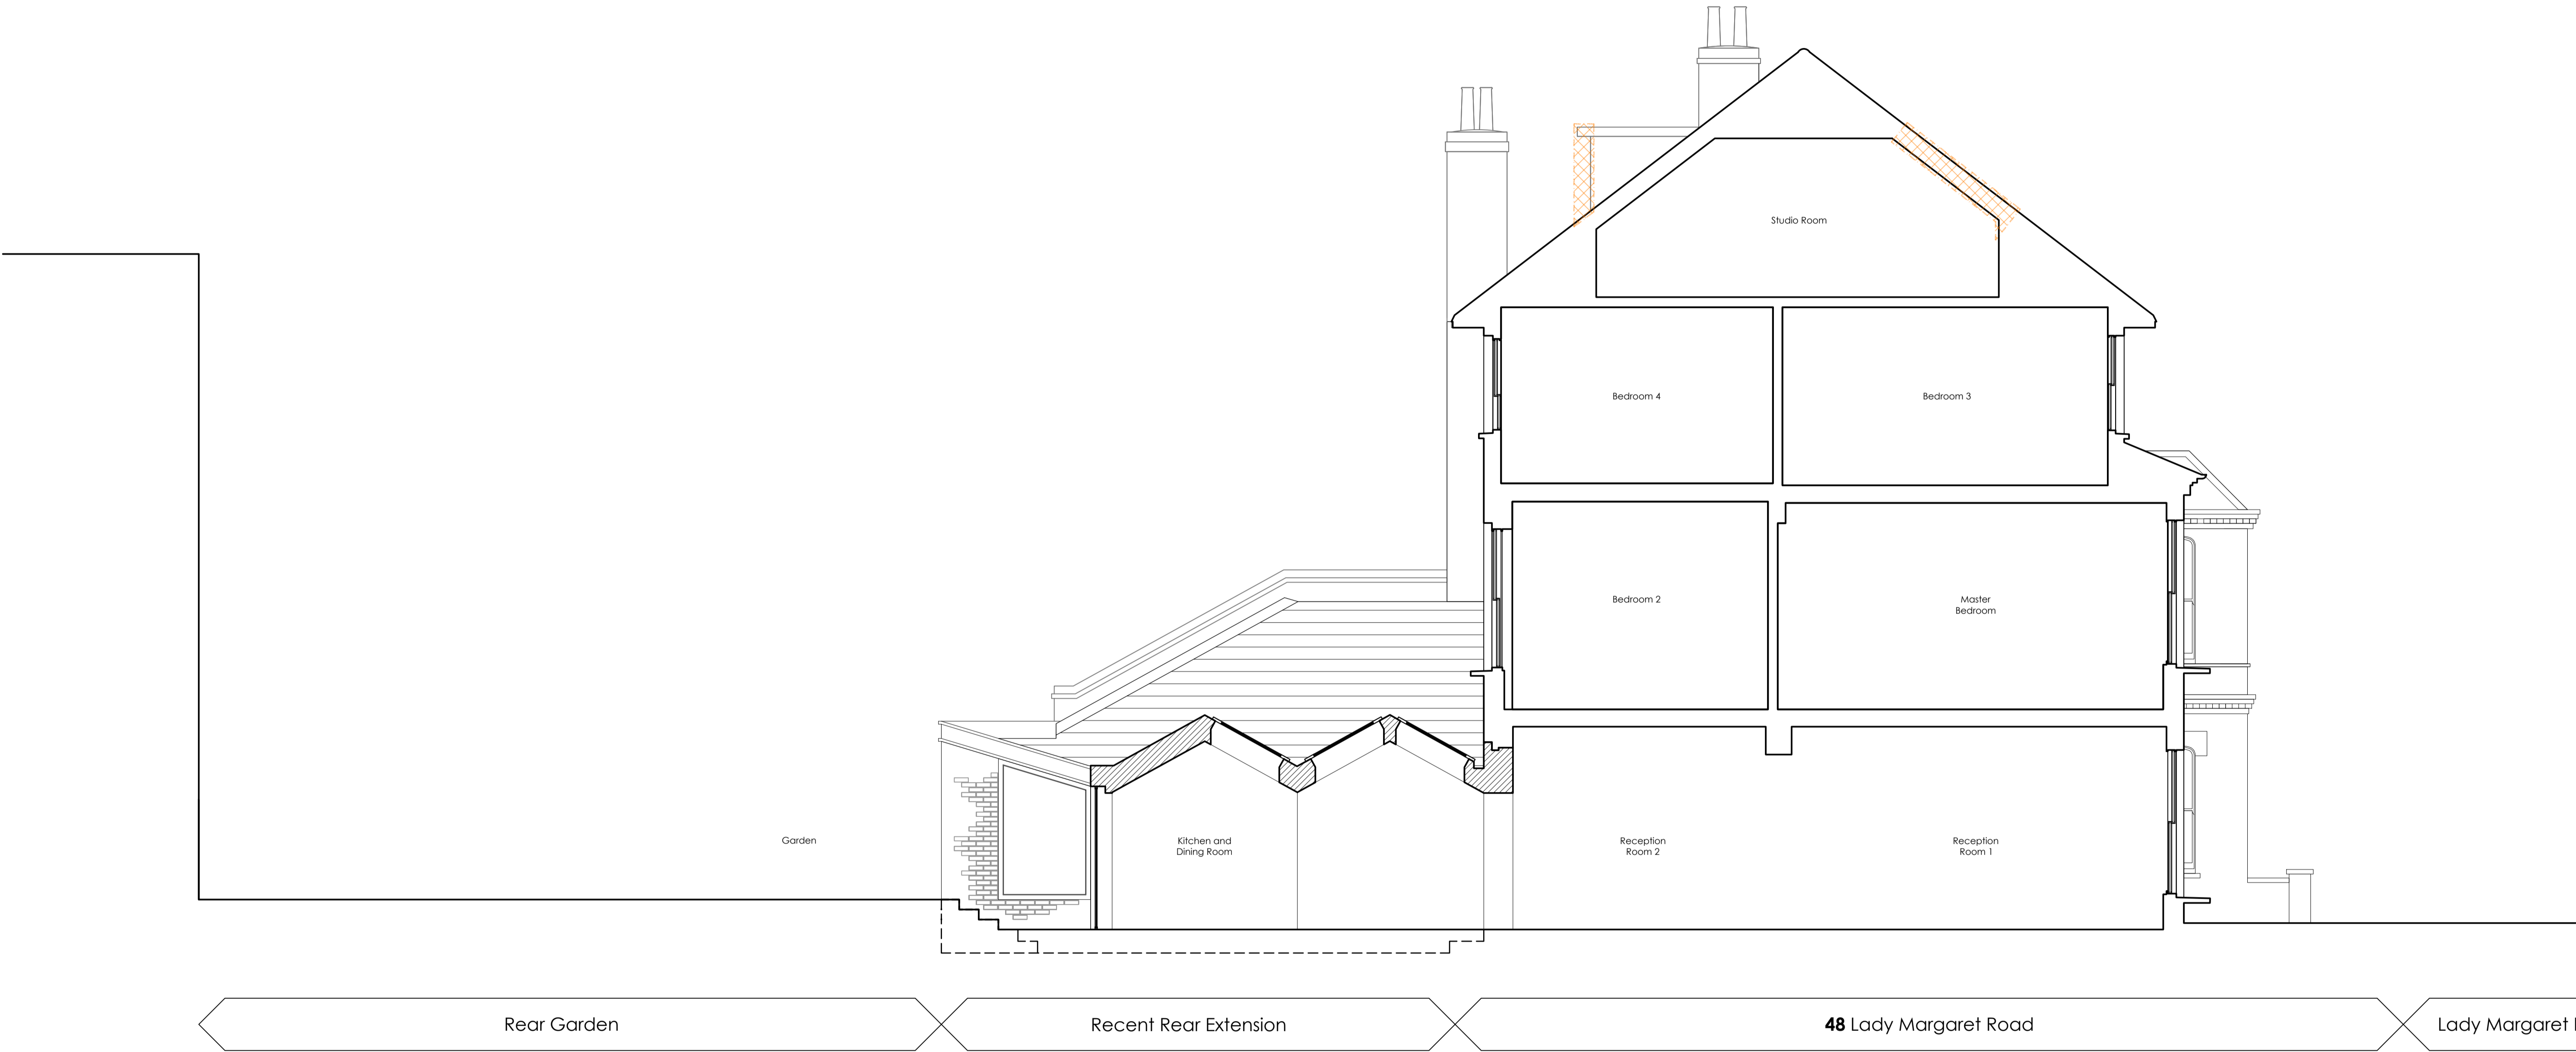 Studio Room
Bedroom 4
Bedroom 3
Bedroom 2
Master
Bedroom
Garden
Kitchen and
Dining Room
Reception
Room 2
Reception
Room 1
Rear Garden
Recent Rear Extension
48 Lady Margaret Road
Lady Margaret